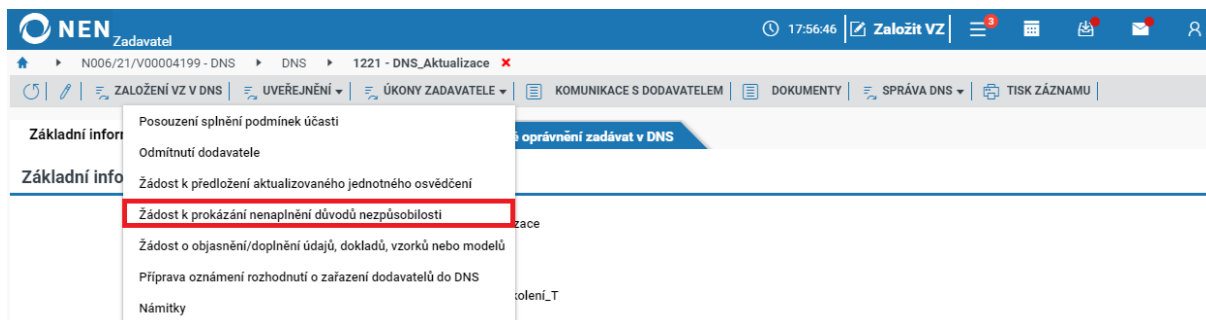 NEN Zadavatel 17:56:46 Založit VZ 3
N006/21/V00004199 - DNS DNS 1221 - DNS_Aktualizace
ZALOŽENÍ VZ V DNS UVEŘEJNĚNÍ ÚKONY ZADAVATELE KOMUNIKACE S DODAVATELEM DOKUMENTY SPRÁVA DNS TISK ZÁZNAMU
Posouzení splnění podmínek účasti
Základní infor oprávnění zadávat v DNS
Odmítnutí dodavatele
Základní info
Žádost k předložení aktualizovaného jednotného osvědčení
Žádost k prokázání nenaplnění důvodů nezpůsobilosti
zace
Žádost o objasnění/doplnění údajů, dokladů, vzorků nebo modelů
Příprava oznámení rozhodnutí o zařazení dodavatelů do DNS
kolení_T
Námitky